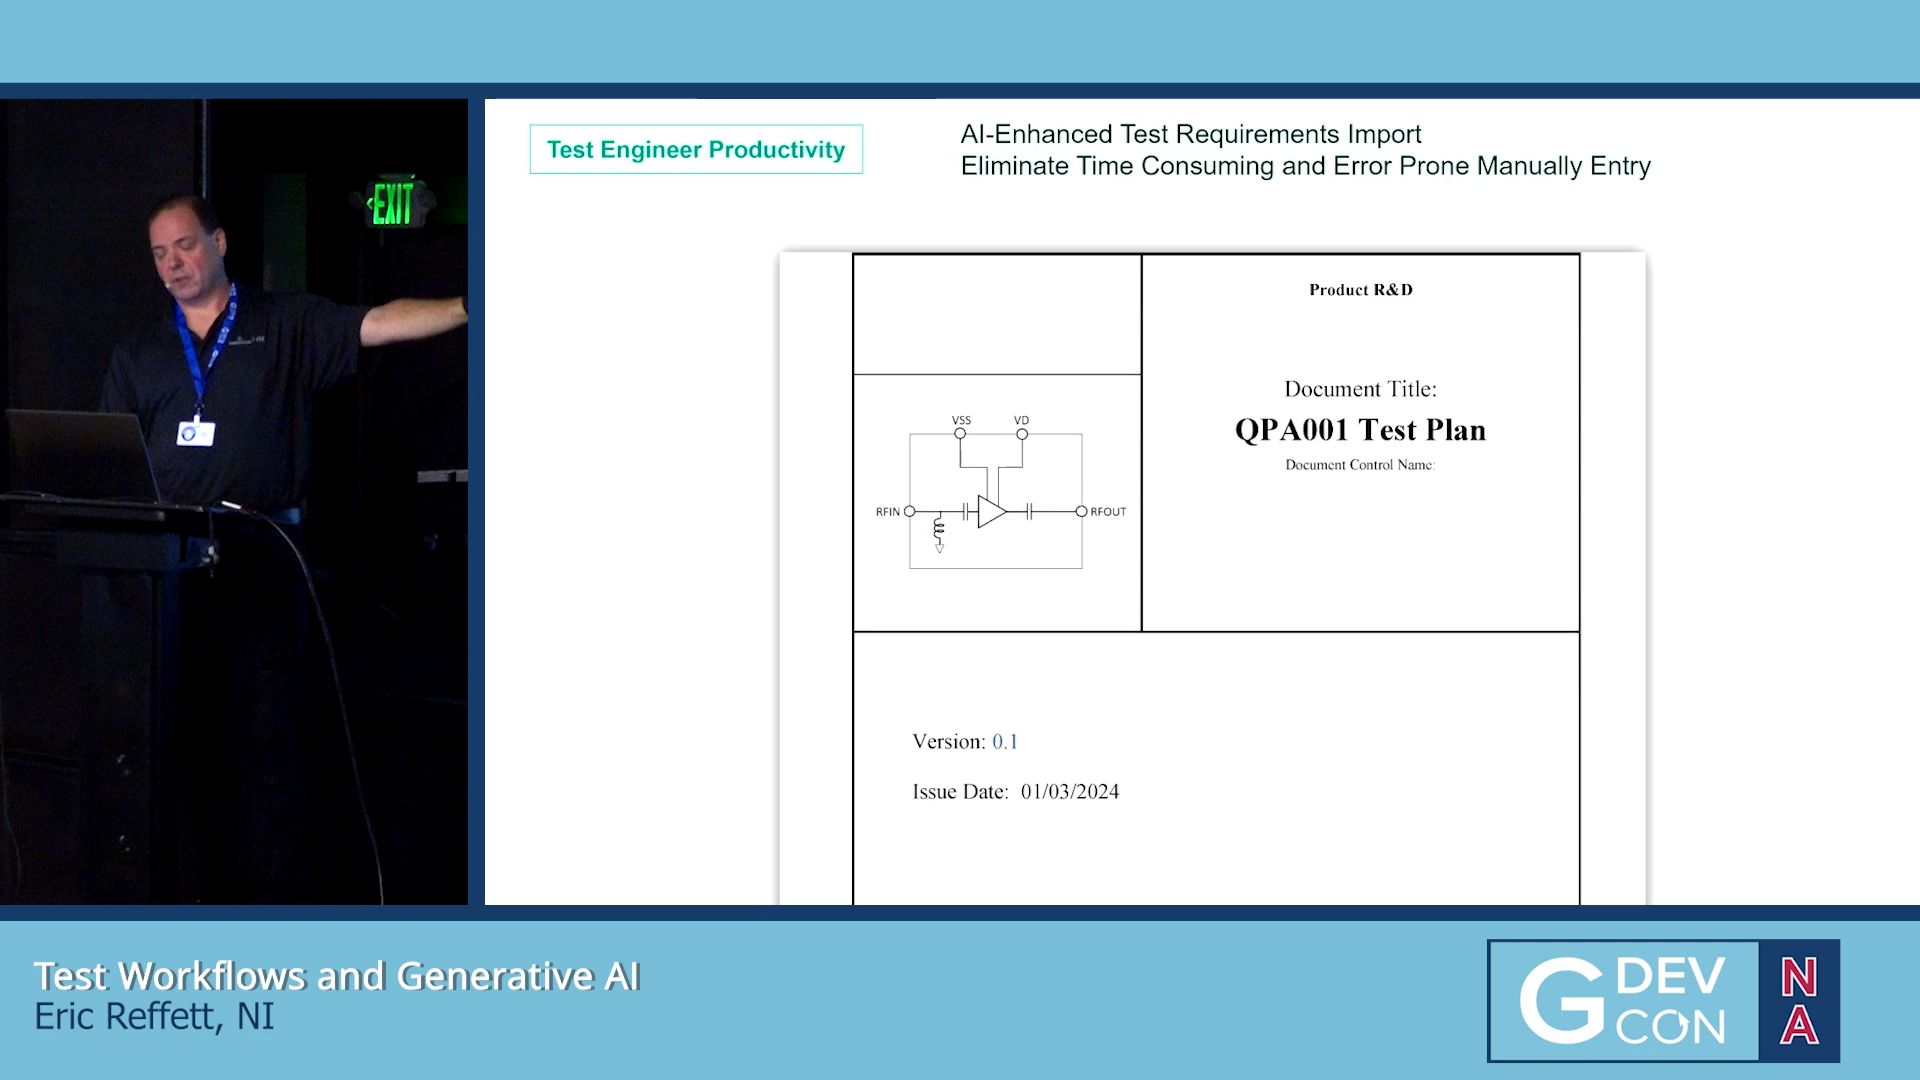 EXIT
Test Engineer Productivity
AI-Enhanced Test Requirements Import
Eliminate Time Consuming and Error Prone Manually Entry
Product R&D
Document Title:
QPA001 Test Plan
Document Control Name:
VSS
VD
RFIN
RFOUT
Version: 0.1
Issue Date: 01/03/2024
Test Workflows and Generative AI
Eric Reffett, NI
G DEV CON
NA